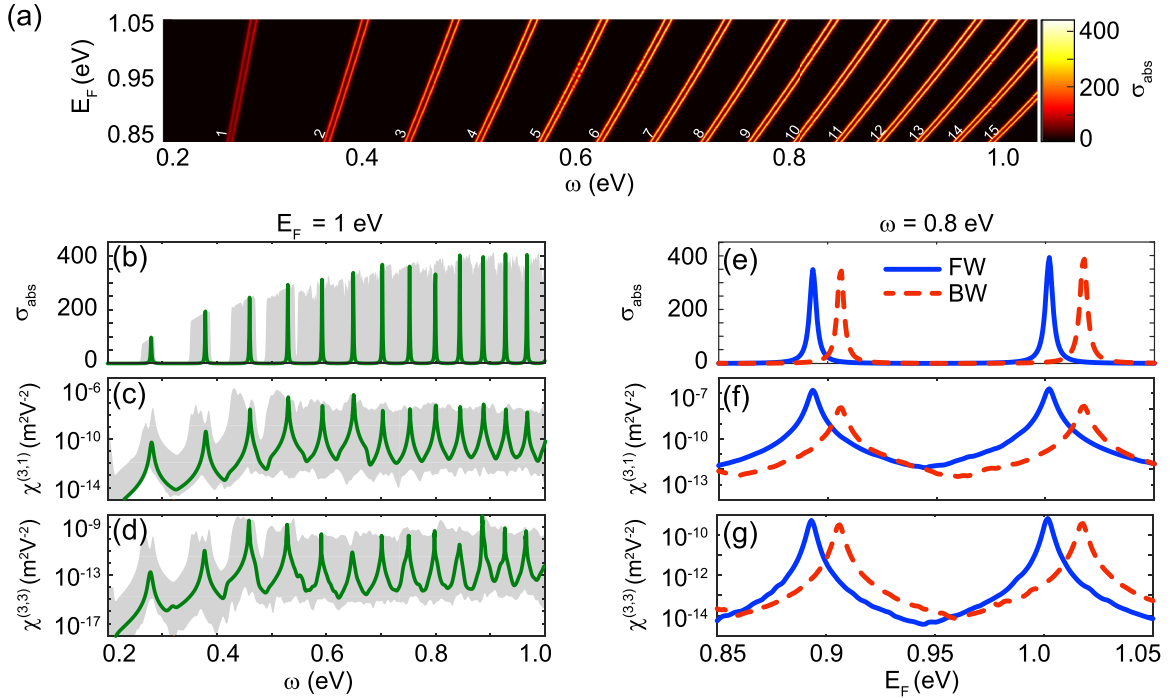 (a)
1.05
0.95
0.85
E_F (eV)
1 2 3 4 5 6 7 8 9 10 11 12 13 14 15
0.2 0.4 0.6 0.8 1.0
ω (eV)
400
200
0
σ_abs
E_F = 1 eV
(b)
400
200
0
σ_abs
(c)
10^-6
10^-10
10^-14
χ^(3,1) (m²V⁻²)
(d)
10^-9
10^-13
10^-17
χ^(3,3) (m²V⁻²)
0.2 0.4 0.6 0.8 1.0
ω (eV)
ω = 0.8 eV
(e)
FW
BW
400
200
0
σ_abs
(f)
10^-7
10^-10
10^-13
χ^(3,1) (m²V⁻²)
(g)
10^-10
10^-12
10^-14
χ^(3,3) (m²V⁻²)
0.85 0.9 0.95 1.0 1.05
E_F (eV)